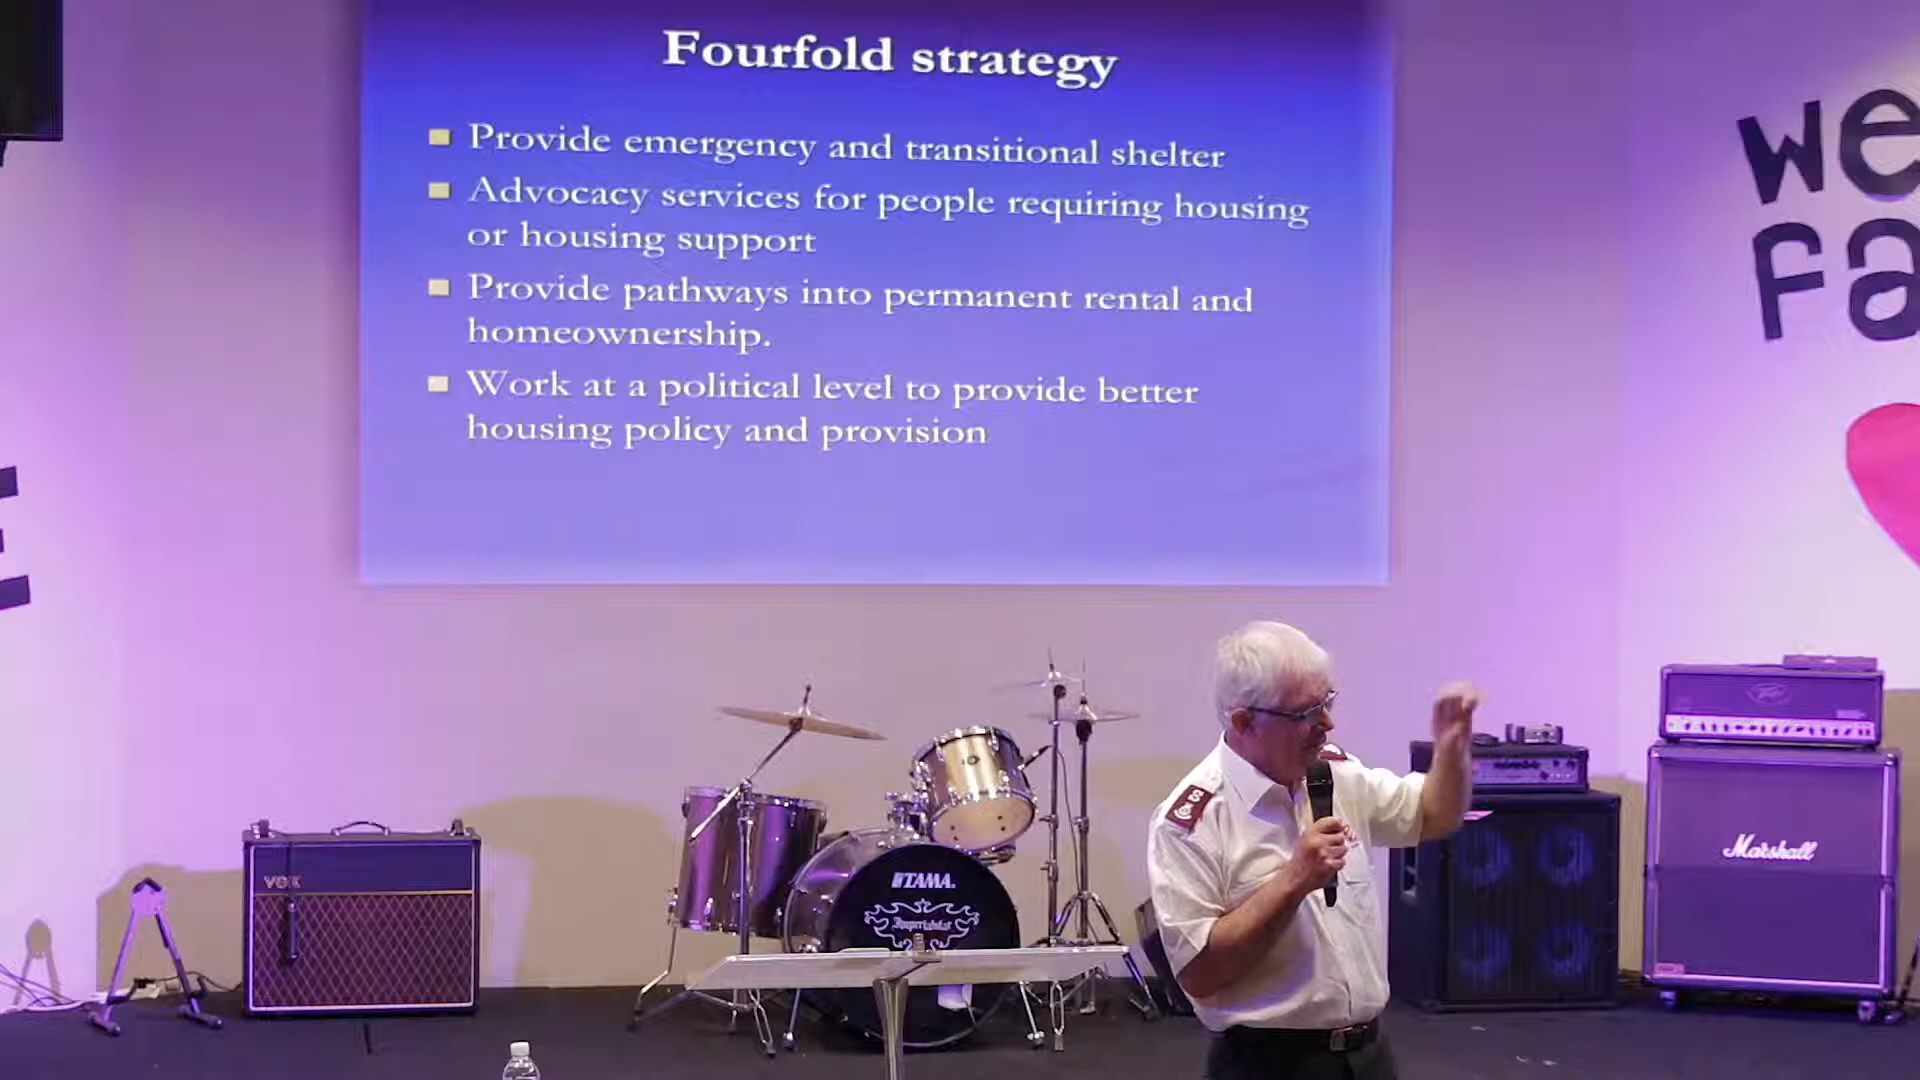 Fourfold strategy
Provide emergency and transitional shelter
Advocacy services for people requiring housing
or housing support
Provide pathways into permanent rental and
homeownership.
Work at a political level to provide better
housing policy and provision
we
fa
E
VOX
TAMA.
Imperialstar
S
Peavey
Marshall